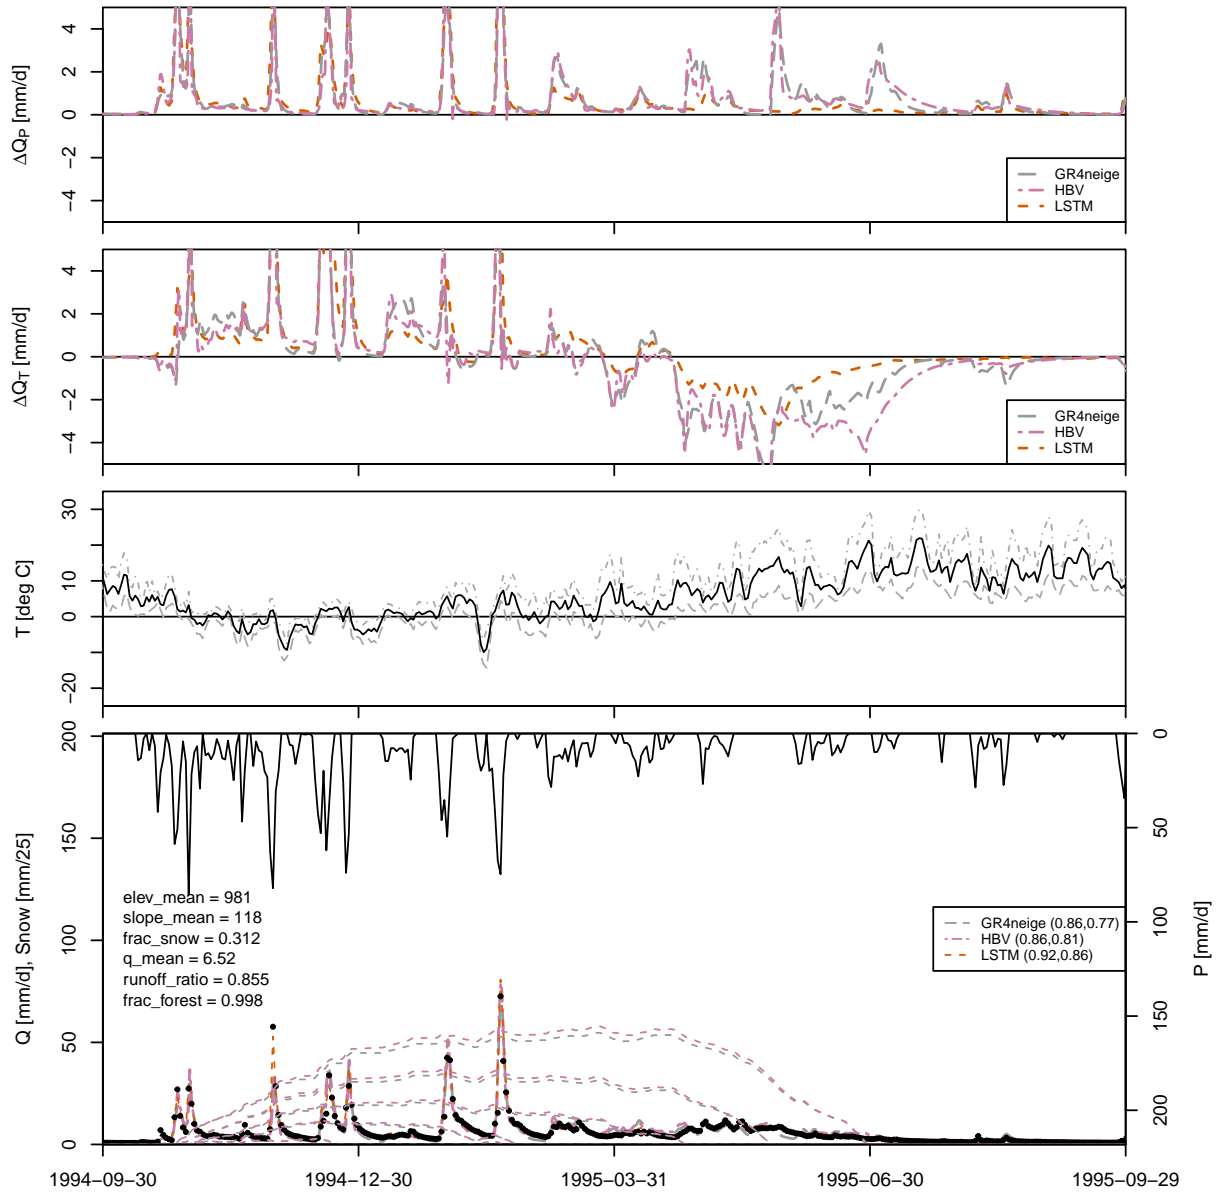 ΔQP [mm/d]
4
2
0
−2
−4
GR4neige
HBV
LSTM
ΔQT [mm/d]
4
2
0
−2
−4
GR4neige
HBV
LSTM
T [deg C]
30
10
0
−20
Q [mm/d], Snow [mm/25]
200
150
100
50
0
P [mm/d]
0
50
100
150
200
elev_mean = 981
slope_mean = 118
frac_snow = 0.312
q_mean = 6.52
runoff_ratio = 0.855
frac_forest = 0.998
GR4neige (0.86,0.77)
HBV (0.86,0.81)
LSTM (0.92,0.86)
1994−09−30 1994−12−30 1995−03−31 1995−06−30 1995−09−29